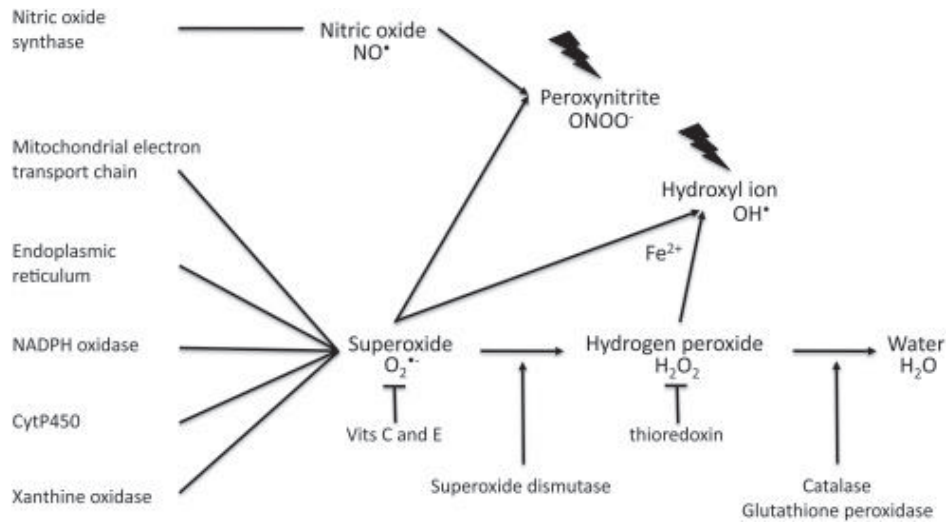 Nitric oxide
synthase
Nitric oxide
NO•
Peroxynitrite
ONOO⁻
Mitochondrial electron
transport chain
Hydroxyl ion
OH•
Endoplasmic
reticulum
Fe²⁺
NADPH oxidase
Superoxide
O₂•⁻
Hydrogen peroxide
H₂O₂
Water
H₂O
CytP450
Vits C and E
thioredoxin
Xanthine oxidase
Superoxide dismutase
Catalase
Glutathione peroxidase